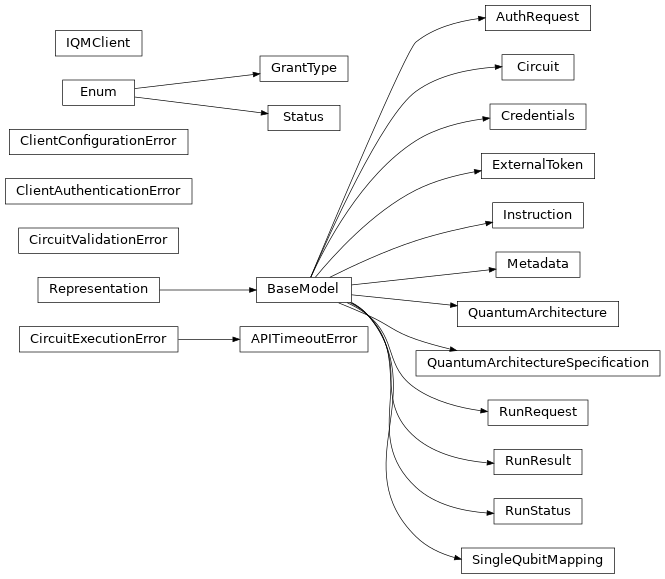 IQMClient
Enum
GrantType
Status
ClientConfigurationError
ClientAuthenticationError
CircuitValidationError
Representation
BaseModel
CircuitExecutionError
APITimeoutError
AuthRequest
Circuit
Credentials
ExternalToken
Instruction
Metadata
QuantumArchitecture
QuantumArchitectureSpecification
RunRequest
RunResult
RunStatus
SingleQubitMapping